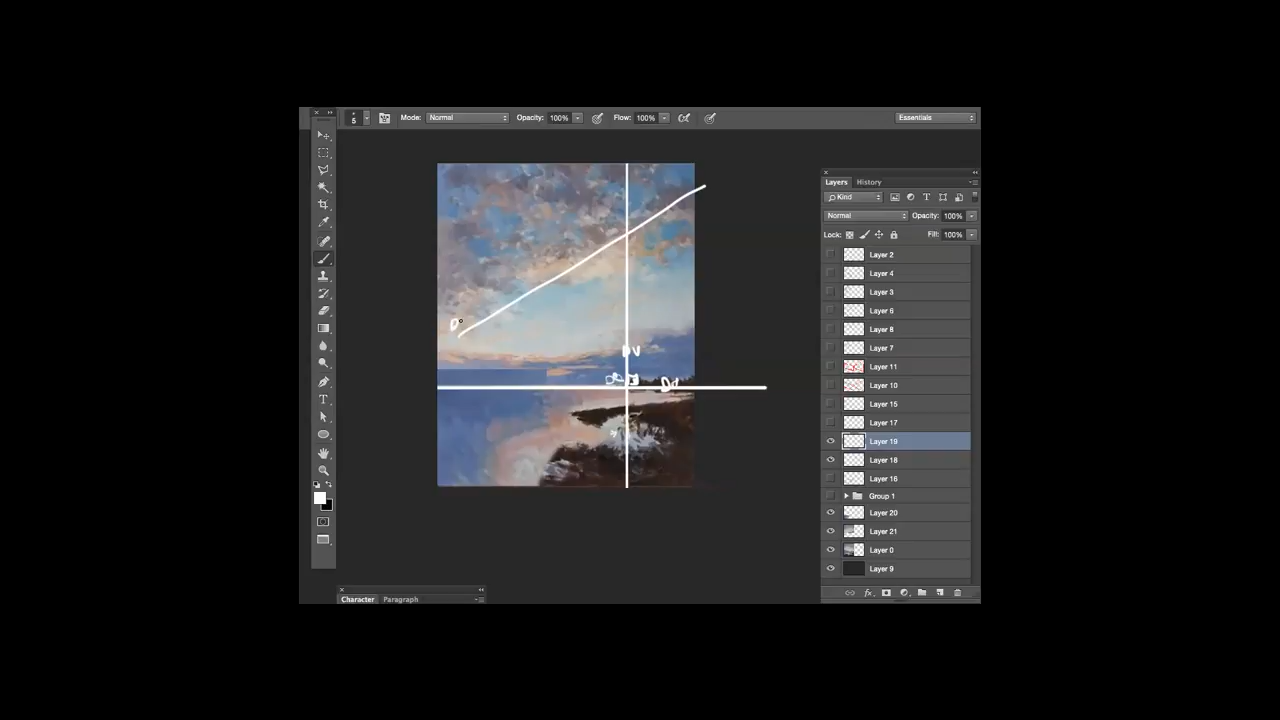 5 Mode: Normal Opacity: 100% Flow: 100% Essentials
Layers History
Kind
Normal Opacity: 100%
Lock: Fill: 100%
Layer 2
Layer 4
Layer 3
Layer 6
Layer 8
Layer 7
Layer 11
Layer 10
Layer 15
Layer 17
Layer 19
Layer 18
Layer 16
Group 1
Layer 20
Layer 21
Layer 0
Layer 9
fx
Character Paragraph